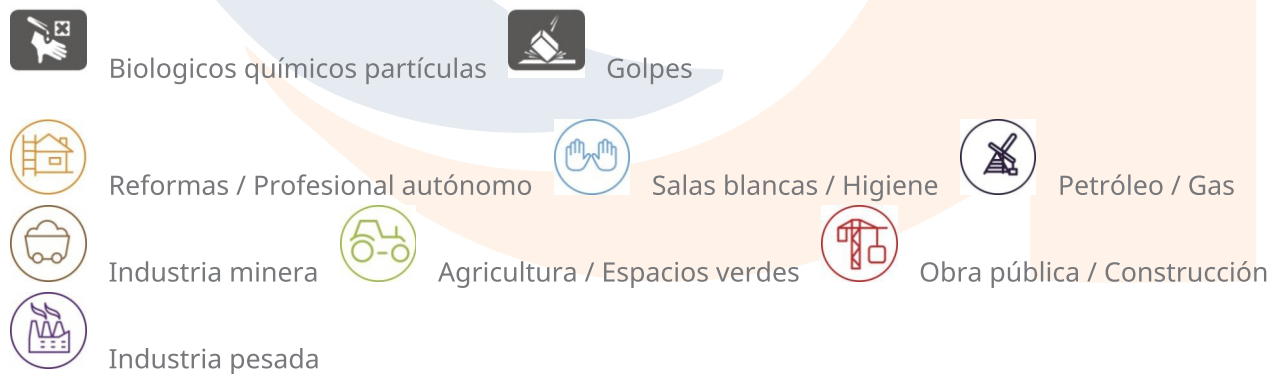 Biologicos químicos partículas Golpes
Reformas / Profesional autónomo Salas blancas / Higiene Petróleo / Gas
Industria minera Agricultura / Espacios verdes Obra pública / Construcción
Industria pesada